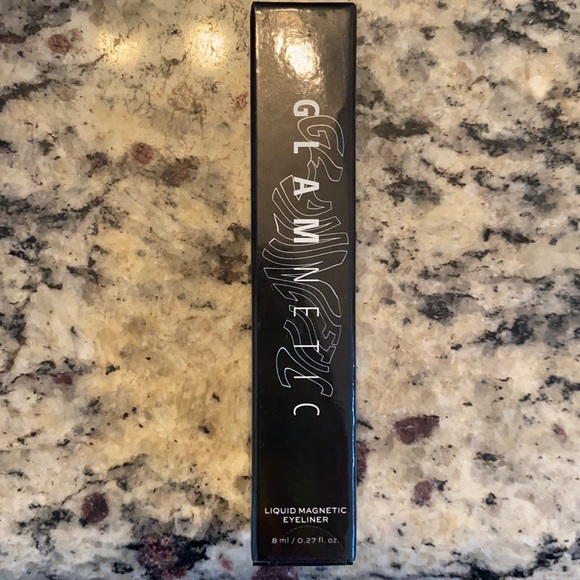 GLAMNETIC
LIQUID MAGNETIC
EYELINER
8 ml / 0.27 fl. oz.